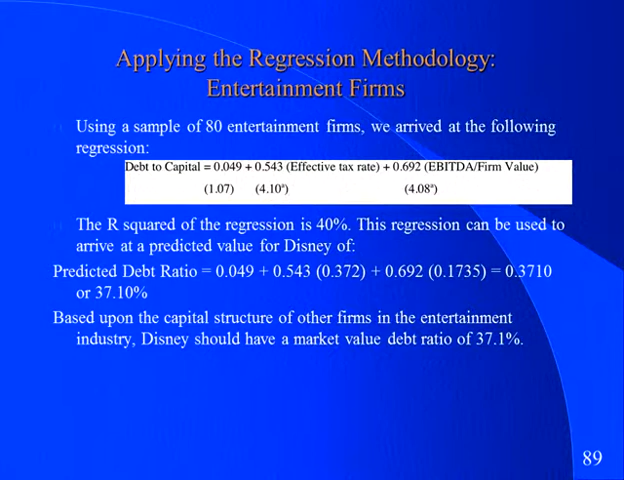 Applying the Regression Methodology:
Entertainment Firms
Using a sample of 80 entertainment firms, we arrived at the following
regression:
Debt to Capital = 0.049 + 0.543 (Effective tax rate) + 0.692 (EBITDA/Firm Value)
(1.07) (4.10ª) (4.08ª)
The R squared of the regression is 40%. This regression can be used to
arrive at a predicted value for Disney of:
Predicted Debt Ratio = 0.049 + 0.543 (0.372) + 0.692 (0.1735) = 0.3710
or 37.10%
Based upon the capital structure of other firms in the entertainment
industry, Disney should have a market value debt ratio of 37.1%.
89